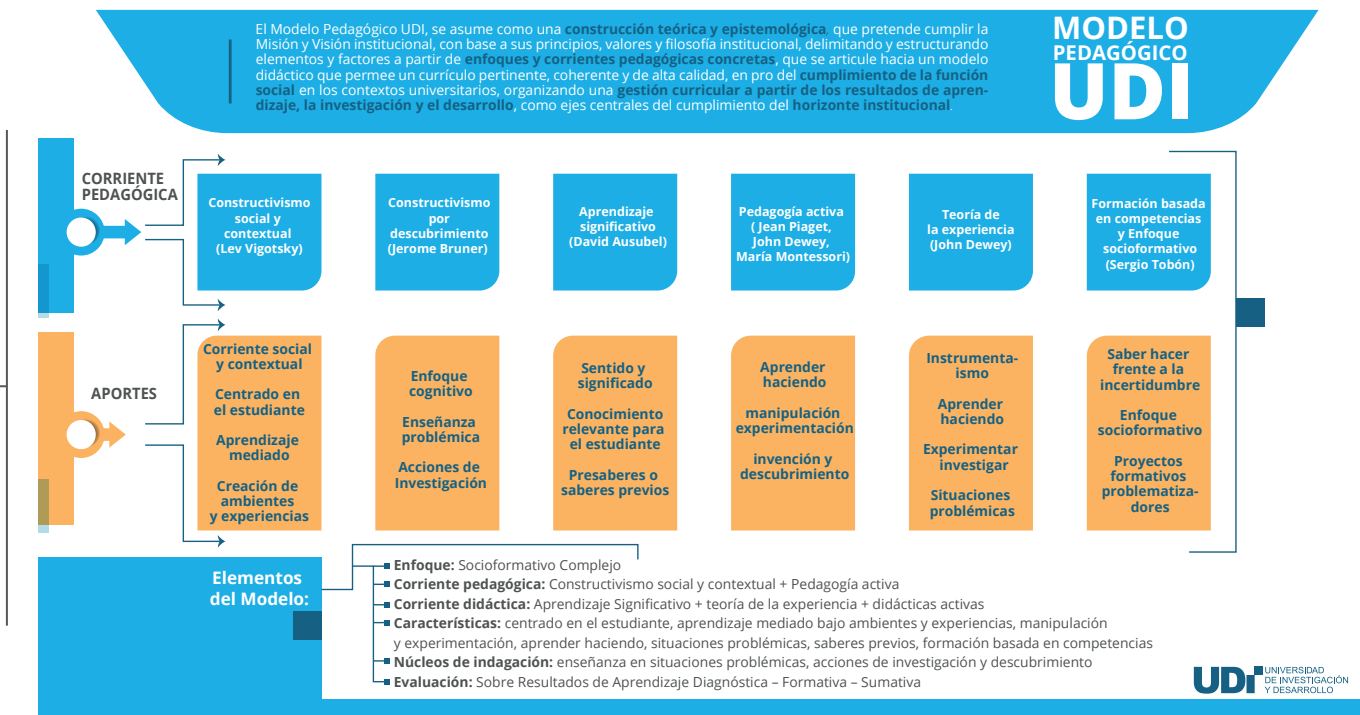 El Modelo Pedagógico UDI, se asume como una construcción teórica y epistemológica, que pretende cumplir la
Misión y Visión institucional, con base a sus principios, valores y filosofía institucional, delimitando y estructurando
elementos y factores a partir de enfoques y corrientes pedagógicas concretas, que se articule hacia un modelo
didáctico que permee un currículo pertinente, coherente y de alta calidad, en pro del cumplimiento de la función
social en los contextos universitarios, organizando una gestión curricular a partir de los resultados de apren-
dizaje, la investigación y el desarrollo, como ejes centrales del cumplimiento del horizonte institucional.
MODELO
PEDAGÓGICO
UDI
CORRIENTE
PEDAGÓGICA
Constructivismo
social y
contextual
(Lev Vigotsky)
Constructivismo
por
descubrimiento
(Jerome Bruner)
Aprendizaje
significativo
(David Ausubel)
Pedagogía activa
( Jean Piaget,
John Dewey,
María Montessori)
Teoría de
la experiencia
(John Dewey)
Formación basada
en competencias
y Enfoque
socioformativo
(Sergio Tobón)
APORTES
Corriente social
y contextual
Centrado en
el estudiante
Aprendizaje
mediado
Creación de
ambientes
y experiencias
Enfoque
cognitivo
Enseñanza
problémica
Acciones de
Investigación
Sentido y
significado
Conocimiento
relevante para
el estudiante
Presaberes o
saberes previos
Aprender
haciendo
manipulación
experimentación
invención y
descubrimiento
Instrumenta-
ismo
Aprender
haciendo
Experimentar
investigar
Situaciones
problémicas
Saber hacer
frente a la
incertidumbre
Enfoque
socioformativo
Proyectos
formativos
problematiza-
dores
Elementos
del Modelo:
Enfoque: Socioformativo Complejo
Corriente pedagógica: Constructivismo social y contextual + Pedagogía activa
Corriente didáctica: Aprendizaje Significativo + teoría de la experiencia + didácticas activas
Características: centrado en el estudiante, aprendizaje mediado bajo ambientes y experiencias, manipulación
y experimentación, aprender haciendo, situaciones problémicas, saberes previos, formación basada en competencias
Núcleos de indagación: enseñanza en situaciones problémicas, acciones de investigación y descubrimiento
Evaluación: Sobre Resultados de Aprendizaje Diagnóstica – Formativa – Sumativa
UDI
UNIVERSIDAD
DE INVESTIGACIÓN
Y DESARROLLO